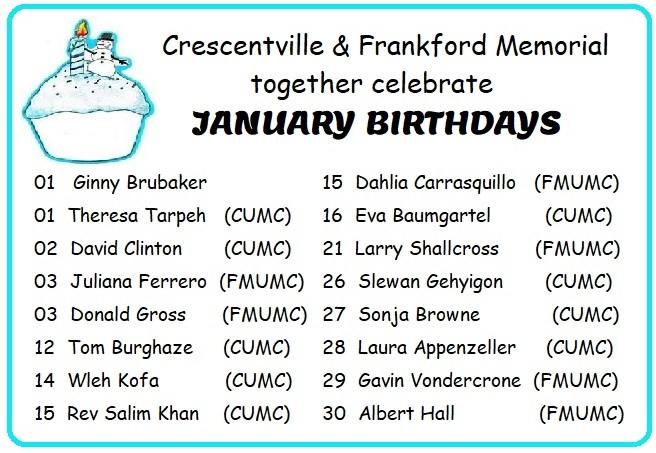 Crescentville & Frankford Memorial
together celebrate
JANUARY BIRTHDAYS
01 Ginny Brubaker
01 Theresa Tarpeh (CUMC)
02 David Clinton (CUMC)
03 Juliana Ferrero (FMUMC)
03 Donald Gross (FMUMC)
12 Tom Burghaze (CUMC)
14 Wleh Kofa (CUMC)
15 Rev Salim Khan (CUMC)
15 Dahlia Carrasquillo (FMUMC)
16 Eva Baumgartel (CUMC)
21 Larry Shallcross (FMUMC)
26 Slewan Gehyigon (CUMC)
27 Sonja Browne (CUMC)
28 Laura Appenzeller (CUMC)
29 Gavin Vondercrone (FMUMC)
30 Albert Hall (FMUMC)